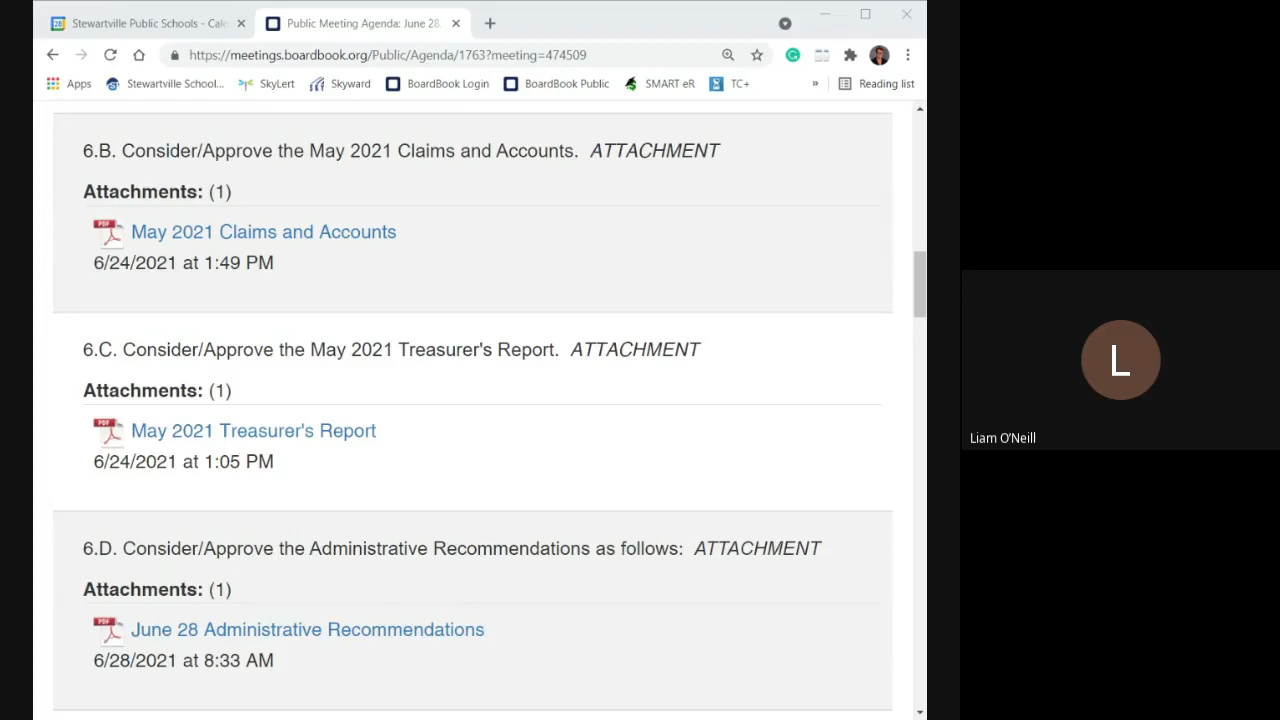 28 Stewartville Public Schools - Cale
Public Meeting Agenda: June 28,
https://meetings.boardbook.org/Public/Agenda/1763?meeting=474509
Apps Stewartville School... SkyLert Skyward BoardBook Login BoardBook Public SMART eR TC+ » Reading list
6.B. Consider/Approve the May 2021 Claims and Accounts. ATTACHMENT
Attachments: (1)
PDF May 2021 Claims and Accounts
6/24/2021 at 1:49 PM
6.C. Consider/Approve the May 2021 Treasurer's Report. ATTACHMENT
Attachments: (1)
PDF May 2021 Treasurer's Report
6/24/2021 at 1:05 PM
6.D. Consider/Approve the Administrative Recommendations as follows: ATTACHMENT
Attachments: (1)
PDF June 28 Administrative Recommendations
6/28/2021 at 8:33 AM
L
Liam O'Neill